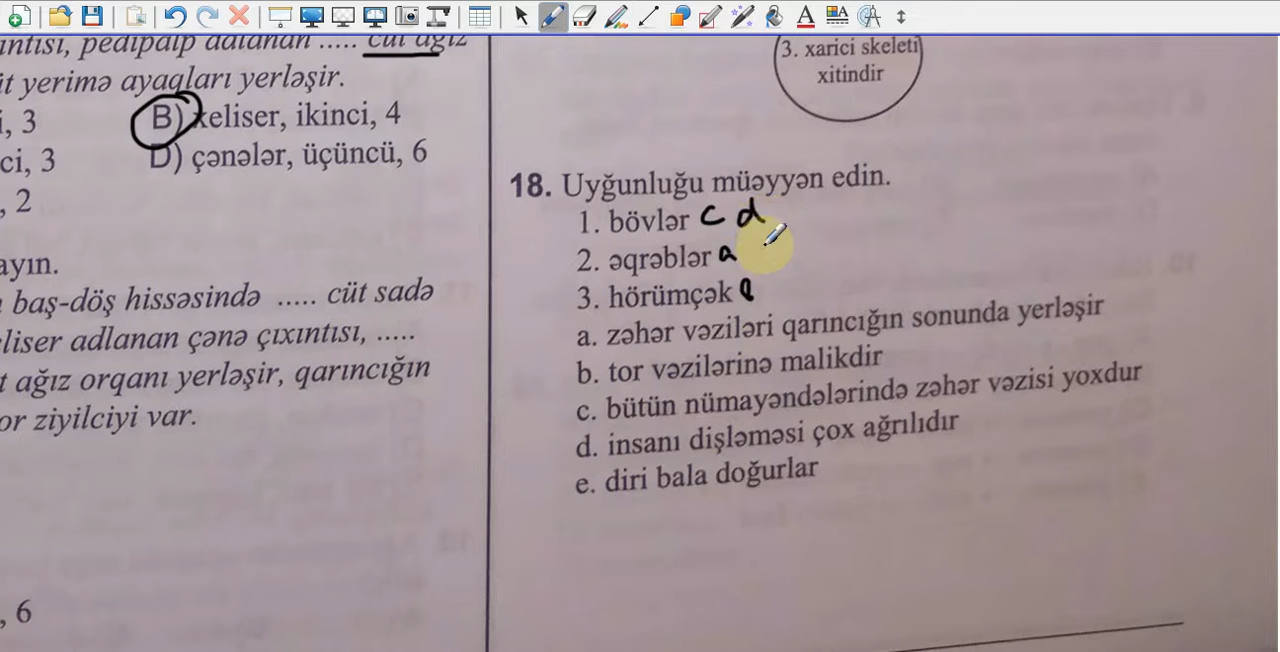 ıntısı, pedipalp adlanan ..... cüt ağız
it yerimə ayaqları yerləşir.
i, 3
B) xeliser, ikinci, 4
ci, 3
D) çənələr, üçüncü, 6
, 2
ayın.
baş-döş hissəsində ..... cüt sadə
eliser adlanan çənə çıxıntısı, .....
t ağız orqanı yerləşir, qarıncığın
or ziyilciyi var.
, 6
3. xarici skeleti
xitindir
18. Uyğunluğu müəyyən edin.
1. bövlər c d
2. əqrəblər a
3. hörümçək
a. zəhər vəziləri qarıncığın sonunda yerləşir
b. tor vəzilərinə malikdir
c. bütün nümayəndələrində zəhər vəzisi yoxdur
d. insanı dişləməsi çox ağrılıdır
e. diri bala doğurlar